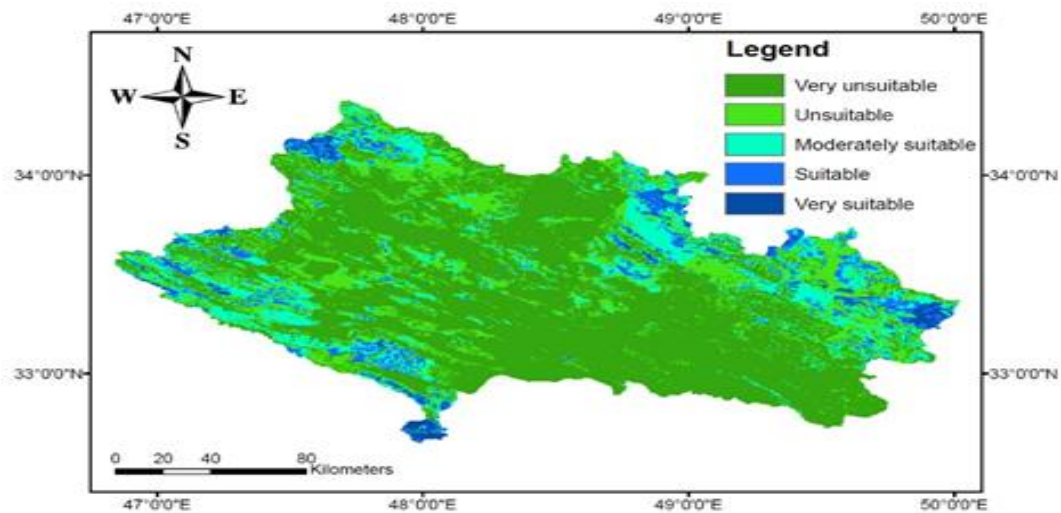 47°0'0"E 48°0'0"E 49°0'0"E 50°0'0"E
N
W E
S
Legend
Very unsuitable
Unsuitable
Moderately suitable
Suitable
Very suitable
34°0'0"N 34°0'0"N
33°0'0"N 33°0'0"N
0 20 40 80
Kilometers
47°0'0"E 48°0'0"E 49°0'0"E 50°0'0"E